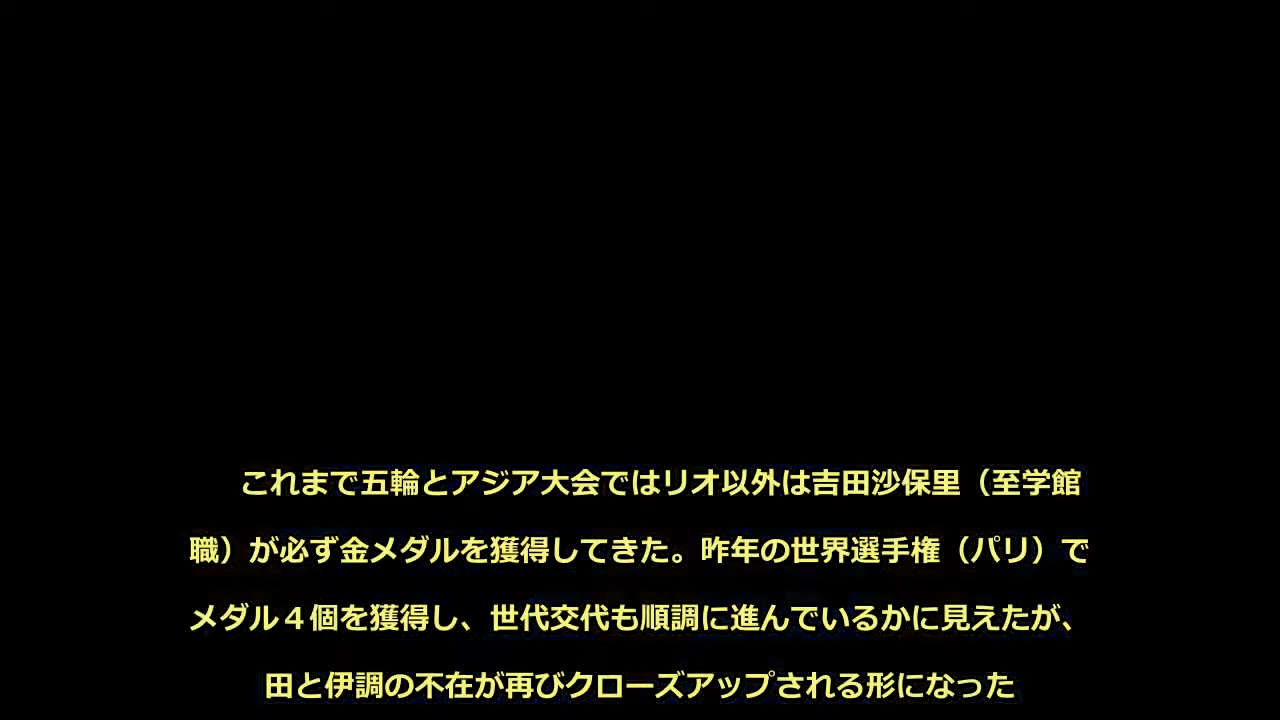 これまで五輪とアジア大会ではリオ以外は吉田沙保里（至学館
職）が必ず金メダルを獲得してきた。昨年の世界選手権（パリ）で
メダル４個を獲得し、世代交代も順調に進んでいるかに見えたが、
田と伊調の不在が再びクローズアップされる形になった